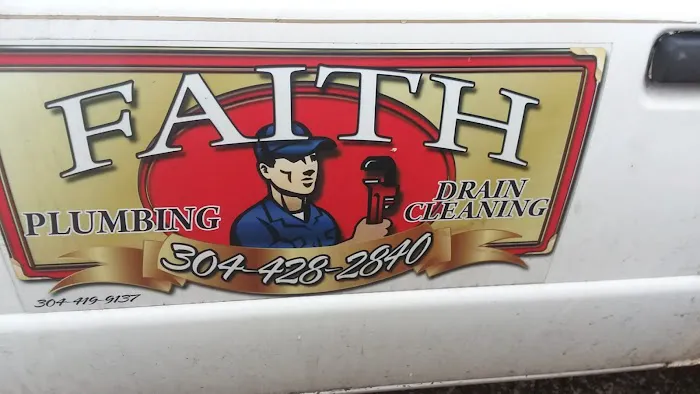 FAITH
PLUMBING
DRAIN
CLEANING
304-428-2840
304-419-9137